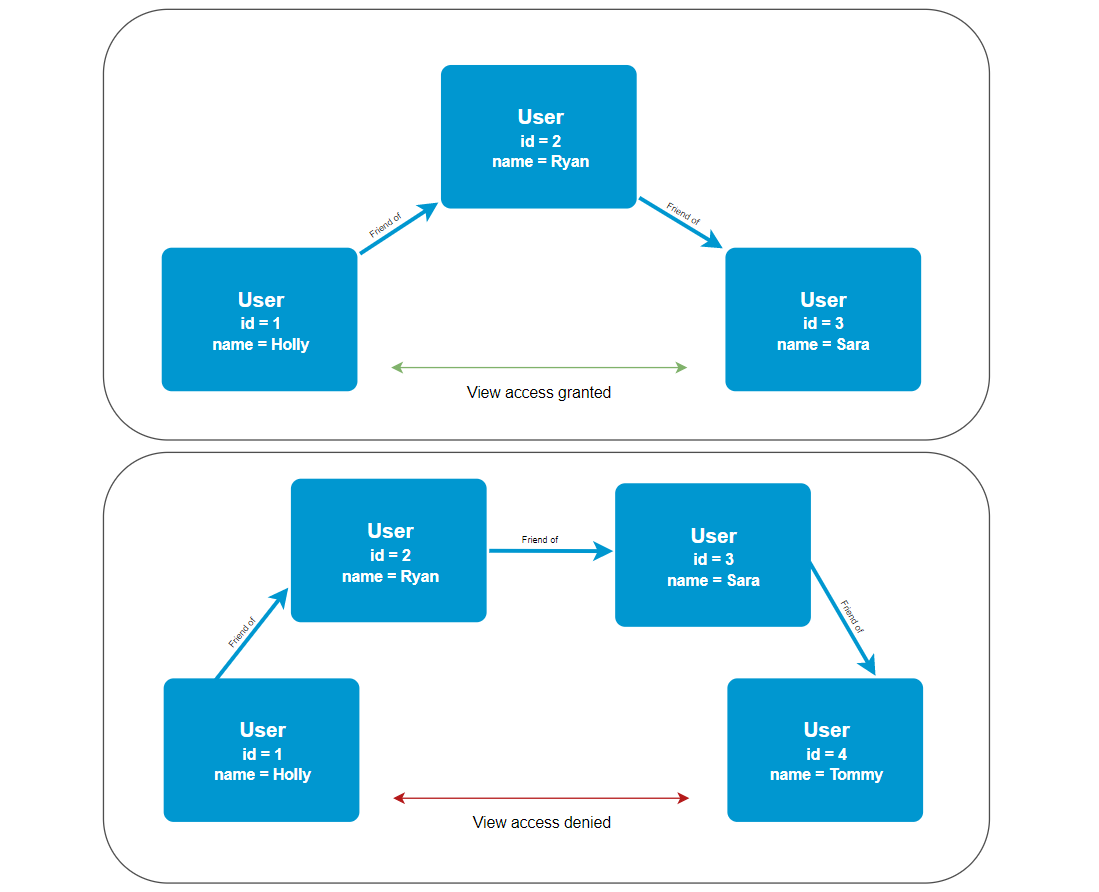 User
id = 2
name = Ryan
Friend of
Friend of
User
id = 1
name = Holly
User
id = 3
name = Sara
View access granted
User
id = 2
name = Ryan
Friend of
User
id = 3
name = Sara
Friend of
Friend of
User
id = 1
name = Holly
User
id = 4
name = Tommy
View access denied